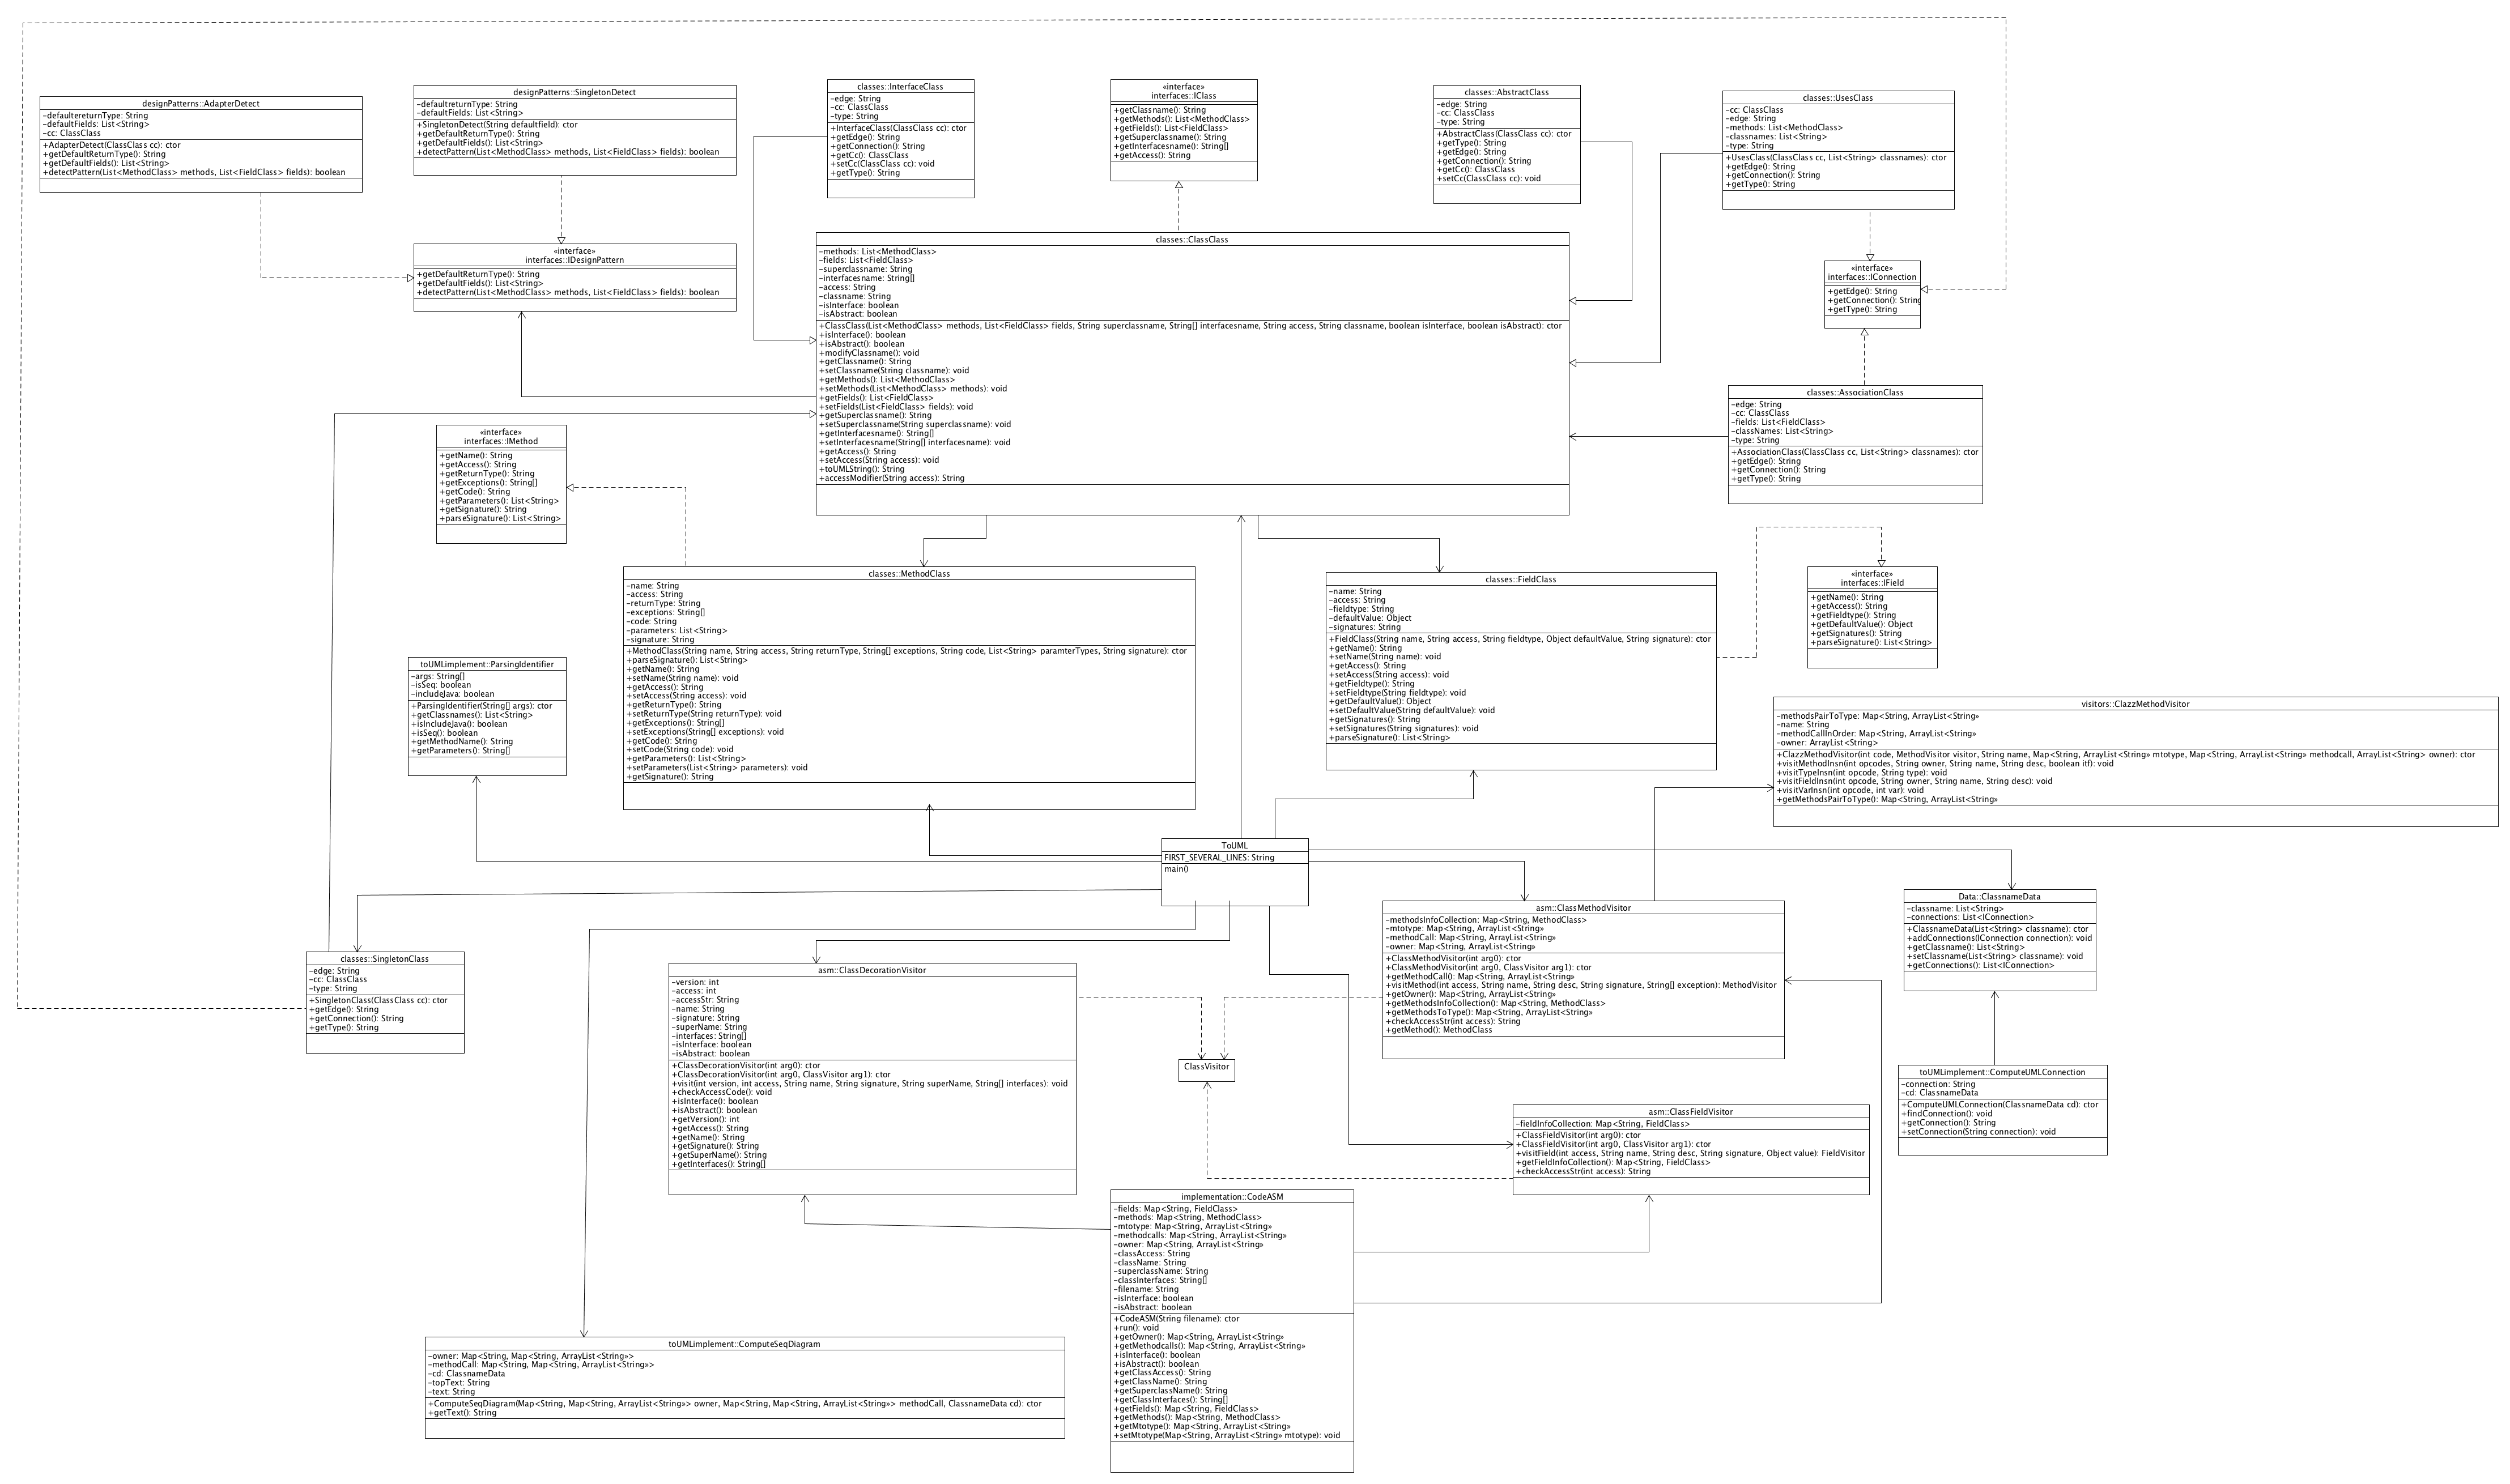 designPatterns::AdapterDetect
-defaultereturnType: String
-defaultFields: List<String>
-cc: ClassClass
+AdapterDetect(ClassClass cc): ctor
+getDefaultReturnType(): String
+getDefaultFields(): List<String>
+detectPattern(List<MethodClass> methods, List<FieldClass> fields): boolean
designPatterns::SingletonDetect
-defaultreturnType: String
-defaultFields: List<String>
+SingletonDetect(String defaultfield): ctor
+getDefaultReturnType(): String
+getDefaultFields(): List<String>
+detectPattern(List<MethodClass> methods, List<FieldClass> fields): boolean
classes::InterfaceClass
-edge: String
-cc: ClassClass
-type: String
+InterfaceClass(ClassClass cc): ctor
+getEdge(): String
+getConnection(): String
+getCc(): ClassClass
+setCc(ClassClass cc): void
+getType(): String
«interface»
interfaces::IClass
+getClassname(): String
+getMethods(): List<MethodClass>
+getFields(): List<FieldClass>
+getSuperclassname(): String
+getInterfacesname(): String[]
+getAccess(): String
classes::AbstractClass
-edge: String
-cc: ClassClass
-type: String
+AbstractClass(ClassClass cc): ctor
+getType(): String
+getEdge(): String
+getConnection(): String
+getCc(): ClassClass
+setCc(ClassClass cc): void
classes::UsesClass
-cc: ClassClass
-edge: String
-methods: List<MethodClass>
-classnames: List<String>
-type: String
+UsesClass(ClassClass cc, List<String> classnames): ctor
+getEdge(): String
+getConnection(): String
+getType(): String
«interface»
interfaces::IDesignPattern
+getDefaultReturnType(): String
+getDefaultFields(): List<String>
+detectPattern(List<MethodClass> methods, List<FieldClass> fields): boolean
classes::ClassClass
-methods: List<MethodClass>
-fields: List<FieldClass>
-superclassname: String
-interfacesname: String[]
-access: String
-classname: String
-isInterface: boolean
-isAbstract: boolean
+ClassClass(List<MethodClass> methods, List<FieldClass> fields, String superclassname, String[] interfacesname, String access, String classname, boolean isInterface, boolean isAbstract): ctor
+isInterface(): boolean
+isAbstract(): boolean
+modifyClassname(): void
+getClassname(): String
+setClassname(String classname): void
+getMethods(): List<MethodClass>
+setMethods(List<MethodClass> methods): void
+getFields(): List<FieldClass>
+setFields(List<FieldClass> fields): void
+getSuperclassname(): String
+setSuperclassname(String superclassname): void
+getInterfacesname(): String[]
+setInterfacesname(String[] interfacesname): void
+getAccess(): String
+setAccess(String access): void
+toUMLString(): String
+accessModifier(String access): String
«interface»
interfaces::IConnection
+getEdge(): String
+getConnection(): String
+getType(): String
classes::AssociationClass
-edge: String
-cc: ClassClass
-fields: List<FieldClass>
-classNames: List<String>
-type: String
+AssociationClass(ClassClass cc, List<String> classnames): ctor
+getEdge(): String
+getConnection(): String
+getType(): String
«interface»
interfaces::IMethod
+getName(): String
+getAccess(): String
+getReturnType(): String
+getExceptions(): String[]
+getCode(): String
+getParameters(): List<String>
+getSignature(): String
+parseSignature(): List<String>
classes::MethodClass
-name: String
-access: String
-returnType: String
-exceptions: String[]
-code: String
-parameters: List<String>
-signature: String
+MethodClass(String name, String access, String returnType, String[] exceptions, String code, List<String> paramterTypes, String signature): ctor
+parseSignature(): List<String>
+getName(): String
+setName(String name): void
+getAccess(): String
+setAccess(String access): void
+getReturnType(): String
+setReturnType(String returnType): void
+getExceptions(): String[]
+setExceptions(String[] exceptions): void
+getCode(): String
+setCode(String code): void
+getParameters(): List<String>
+setParameters(List<String> parameters): void
+getSignature(): String
classes::FieldClass
-name: String
-access: String
-fieldtype: String
-defaultValue: Object
-signatures: String
+FieldClass(String name, String access, String fieldtype, Object defaultValue, String signature): ctor
+getName(): String
+setName(String name): void
+getAccess(): String
+setAccess(String access): void
+getFieldtype(): String
+setFieldtype(String fieldtype): void
+getDefaultValue(): Object
+setDefaultValue(String defaultValue): void
+getSignatures(): String
+setSignatures(String signatures): void
+parseSignature(): List<String>
«interface»
interfaces::IField
+getName(): String
+getAccess(): String
+getFieldtype(): String
+getDefaultValue(): Object
+getSignatures(): String
+parseSignature(): List<String>
toUMLimplement::ParsingIdentifier
-args: String[]
-isSeq: boolean
-includeJava: boolean
+ParsingIdentifier(String[] args): ctor
+getClassnames(): List<String>
+isIncludeJava(): boolean
+isSeq(): boolean
+getMethodName(): String
+getParameters(): String[]
visitors::ClazzMethodVisitor
-methodsPairToType: Map<String, ArrayList<String»
-name: String
-methodCallInOrder: Map<String, ArrayList<String»
-owner: ArrayList<String>
+ClazzMethodVisitor(int code, MethodVisitor visitor, String name, Map<String, ArrayList<String» mtotype, Map<String, ArrayList<String» methodcall, ArrayList<String> owner): ctor
+visitMethodInsn(int opcodes, String owner, String name, String desc, boolean itf): void
+visitTypeInsn(int opcode, String type): void
+visitFieldInsn(int opcode, String owner, String name, String desc): void
+visitVarInsn(int opcode, int var): void
+getMethodsPairToType(): Map<String, ArrayList<String»
ToUML
FIRST_SEVERAL_LINES: String
main()
Data::ClassnameData
-classname: List<String>
-connections: List<IConnection>
+ClassnameData(List<String> classname): ctor
+addConnections(IConnection connection): void
+getClassname(): List<String>
+setClassname(List<String> classname): void
+getConnections(): List<IConnection>
asm::ClassMethodVisitor
-methodsInfoCollection: Map<String, MethodClass>
-mtotype: Map<String, ArrayList<String»
-methodCall: Map<String, ArrayList<String»
-owner: Map<String, ArrayList<String»
+ClassMethodVisitor(int arg0): ctor
+ClassMethodVisitor(int arg0, ClassVisitor arg1): ctor
+getMethodCall(): Map<String, ArrayList<String»
+visitMethod(int access, String name, String desc, String signature, String[] exception): MethodVisitor
+getOwner(): Map<String, ArrayList<String»
+getMethodsInfoCollection(): Map<String, MethodClass>
+getMethodsToType(): Map<String, ArrayList<String»
+checkAccessStr(int access): String
+getMethod(): MethodClass
classes::SingletonClass
-edge: String
-cc: ClassClass
-type: String
+SingletonClass(ClassClass cc): ctor
+getEdge(): String
+getConnection(): String
+getType(): String
asm::ClassDecorationVisitor
-version: int
-access: int
-accessStr: String
-name: String
-signature: String
-superName: String
-interfaces: String[]
-isInterface: boolean
-isAbstract: boolean
+ClassDecorationVisitor(int arg0): ctor
+ClassDecorationVisitor(int arg0, ClassVisitor arg1): ctor
+visit(int version, int access, String name, String signature, String superName, String[] interfaces): void
+checkAccessCode(): void
+isInterface(): boolean
+isAbstract(): boolean
+getVersion(): int
+getAccess(): String
+getName(): String
+getSignature(): String
+getSuperName(): String
+getInterfaces(): String[]
ClassVisitor
toUMLimplement::ComputeUMLConnection
-connection: String
-cd: ClassnameData
+ComputeUMLConnection(ClassnameData cd): ctor
+findConnection(): void
+getConnection(): String
+setConnection(String connection): void
asm::ClassFieldVisitor
-fieldInfoCollection: Map<String, FieldClass>
+ClassFieldVisitor(int arg0): ctor
+ClassFieldVisitor(int arg0, ClassVisitor arg1): ctor
+visitField(int access, String name, String desc, String signature, Object value): FieldVisitor
+getFieldInfoCollection(): Map<String, FieldClass>
+checkAccessStr(int access): String
implementation::CodeASM
-fields: Map<String, FieldClass>
-methods: Map<String, MethodClass>
-mtotype: Map<String, ArrayList<String»
-methodcalls: Map<String, ArrayList<String»
-owner: Map<String, ArrayList<String»
-classAccess: String
-className: String
-superclassName: String
-classInterfaces: String[]
-filename: String
-isInterface: boolean
-isAbstract: boolean
+CodeASM(String filename): ctor
+run(): void
+getOwner(): Map<String, ArrayList<String»
+getMethodcalls(): Map<String, ArrayList<String»
+isInterface(): boolean
+isAbstract(): boolean
+getClassAccess(): String
+getClassName(): String
+getSuperclassName(): String
+getClassInterfaces(): String[]
+getFields(): Map<String, FieldClass>
+getMethods(): Map<String, MethodClass>
+getMtotype(): Map<String, ArrayList<String»
+setMtotype(Map<String, ArrayList<String» mtotype): void
toUMLimplement::ComputeSeqDiagram
-owner: Map<String, Map<String, ArrayList<String»>
-methodCall: Map<String, Map<String, ArrayList<String»>
-cd: ClassnameData
-topText: String
-text: String
+ComputeSeqDiagram(Map<String, Map<String, ArrayList<String»> owner, Map<String, Map<String, ArrayList<String»> methodCall, ClassnameData cd): ctor
+getText(): String